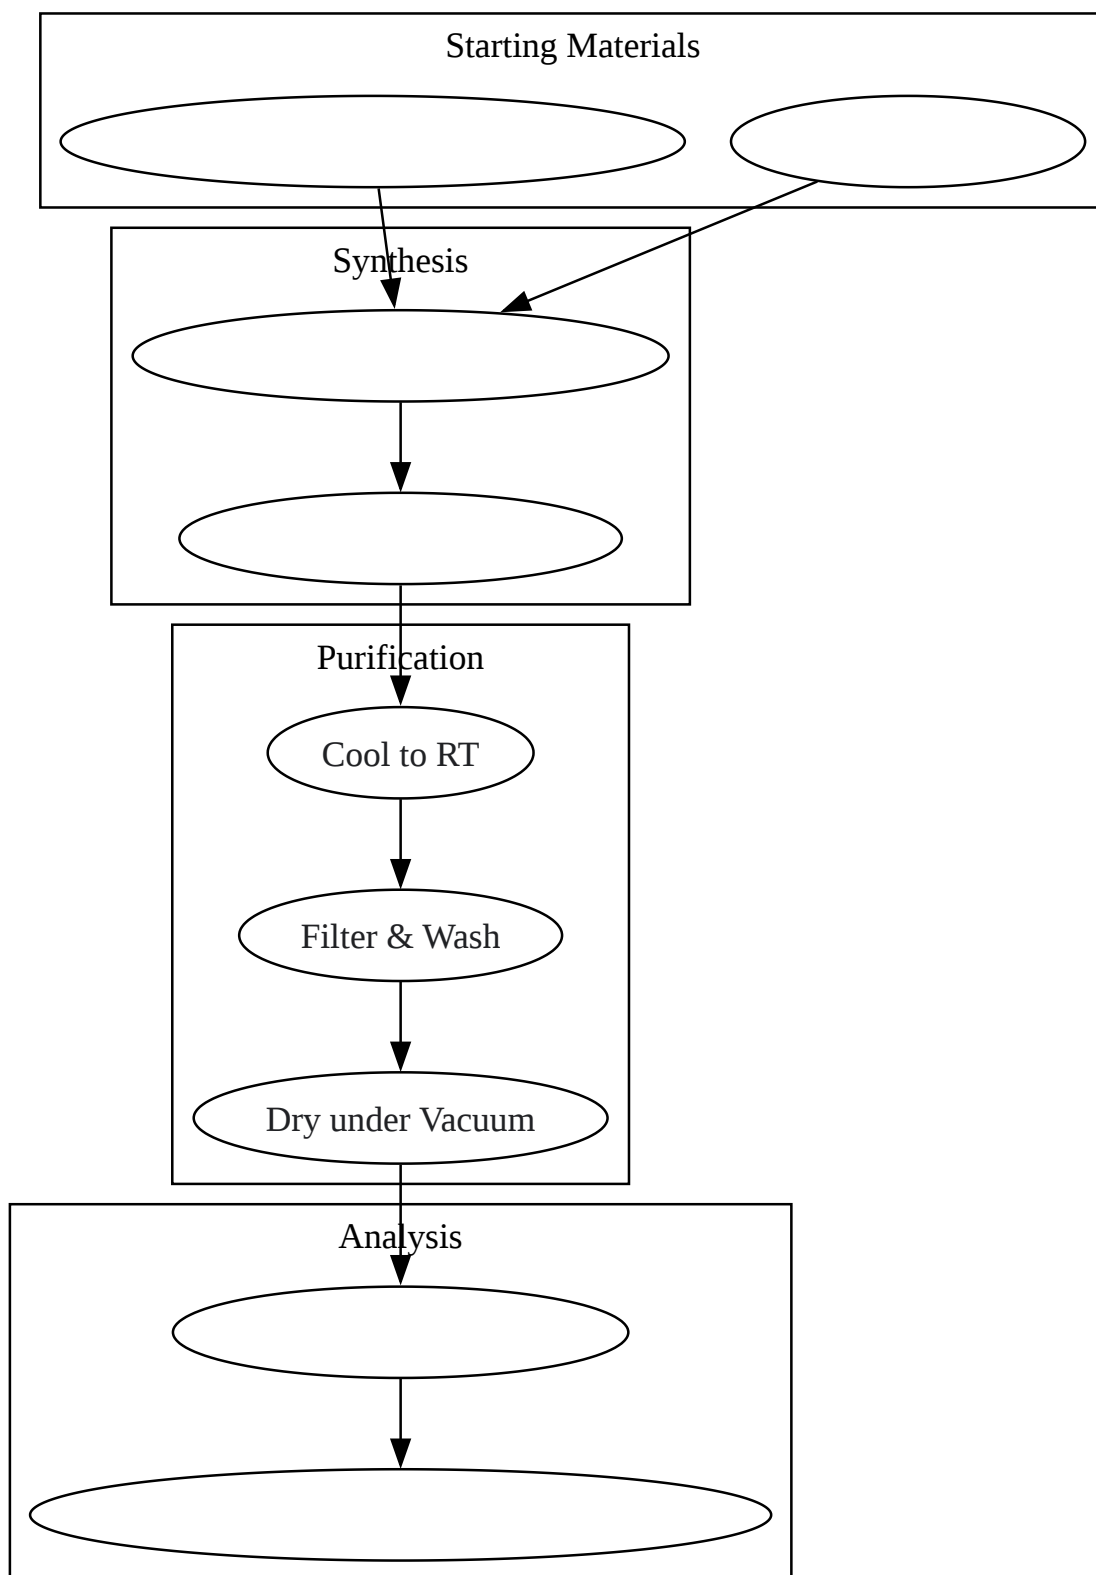 Starting Materials
Synthesis
Purification
Cool to RT
Filter & Wash
Dry under Vacuum
Analysis